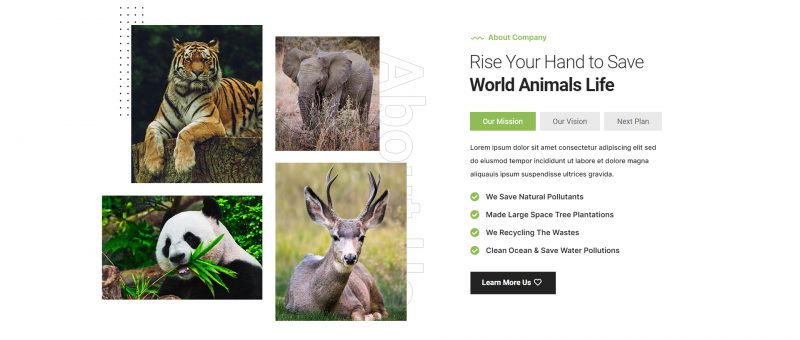 About Us
About Company
Rise Your Hand to Save
World Animals Life
Our Mission
Our Vision
Next Plan
Lorem ipsum dolor sit amet consectetur adipiscing elit sed
do eiusmod tempor incididunt ut labore et dolore magna
aliquauis ipsum suspendisse ultrices gravida.
We Save Natural Pollutants
Made Large Space Tree Plantations
We Recycling The Wastes
Clean Ocean & Save Water Pollutions
Learn More Us